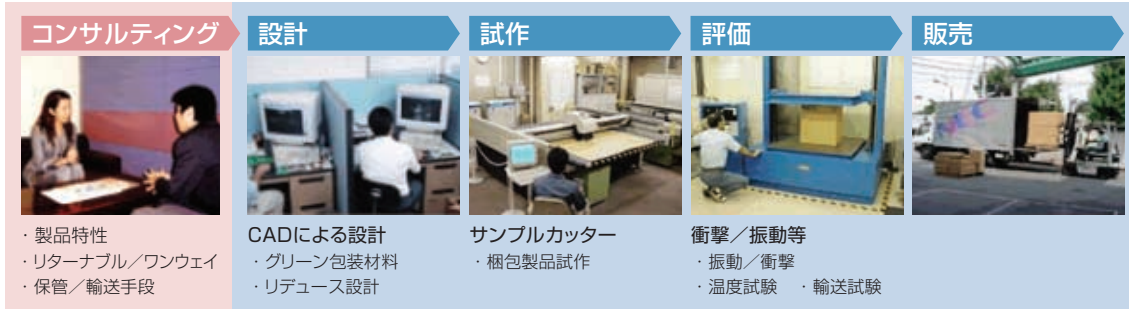 コンサルティング
設計
試作
評価
販売
・製品特性
・リターナブル／ワンウェイ
・保管／輸送手段
CADによる設計
・グリーン包装材料
・リデュース設計
サンプルカッター
・梱包製品試作
衝撃／振動等
・振動／衝撃
・温度試験　・輸送試験